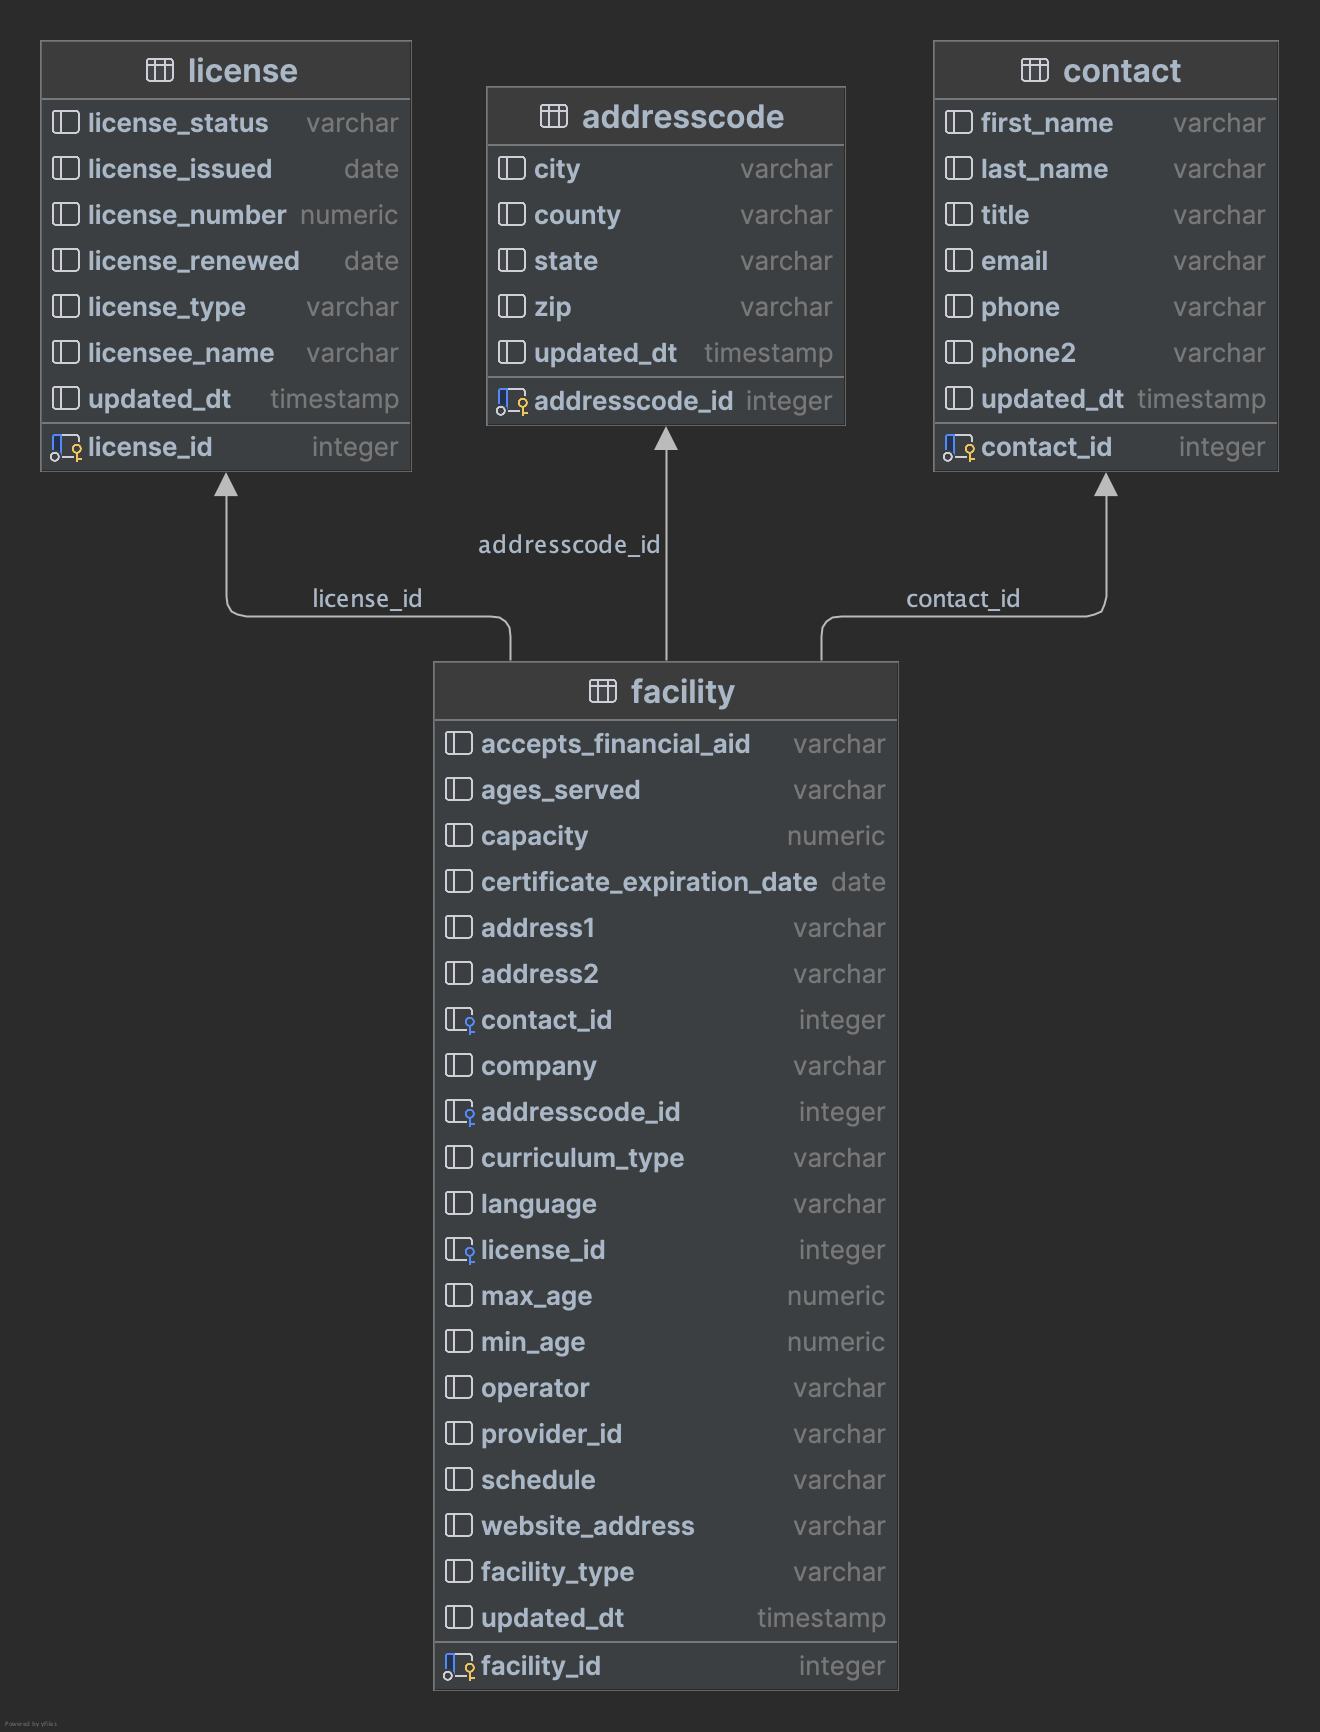 license
license_status varchar
license_issued date
license_number numeric
license_renewed date
license_type varchar
licensee_name varchar
updated_dt timestamp
license_id integer
addresscode
city varchar
county varchar
state varchar
zip varchar
updated_dt timestamp
addresscode_id integer
contact
first_name varchar
last_name varchar
title varchar
email varchar
phone varchar
phone2 varchar
updated_dt timestamp
contact_id integer
addresscode_id
license_id
contact_id
facility
accepts_financial_aid varchar
ages_served varchar
capacity numeric
certificate_expiration_date date
address1 varchar
address2 varchar
contact_id integer
company varchar
addresscode_id integer
curriculum_type varchar
language varchar
license_id integer
max_age numeric
min_age numeric
operator varchar
provider_id varchar
schedule varchar
website_address varchar
facility_type varchar
updated_dt timestamp
facility_id integer
Powered by yFiles